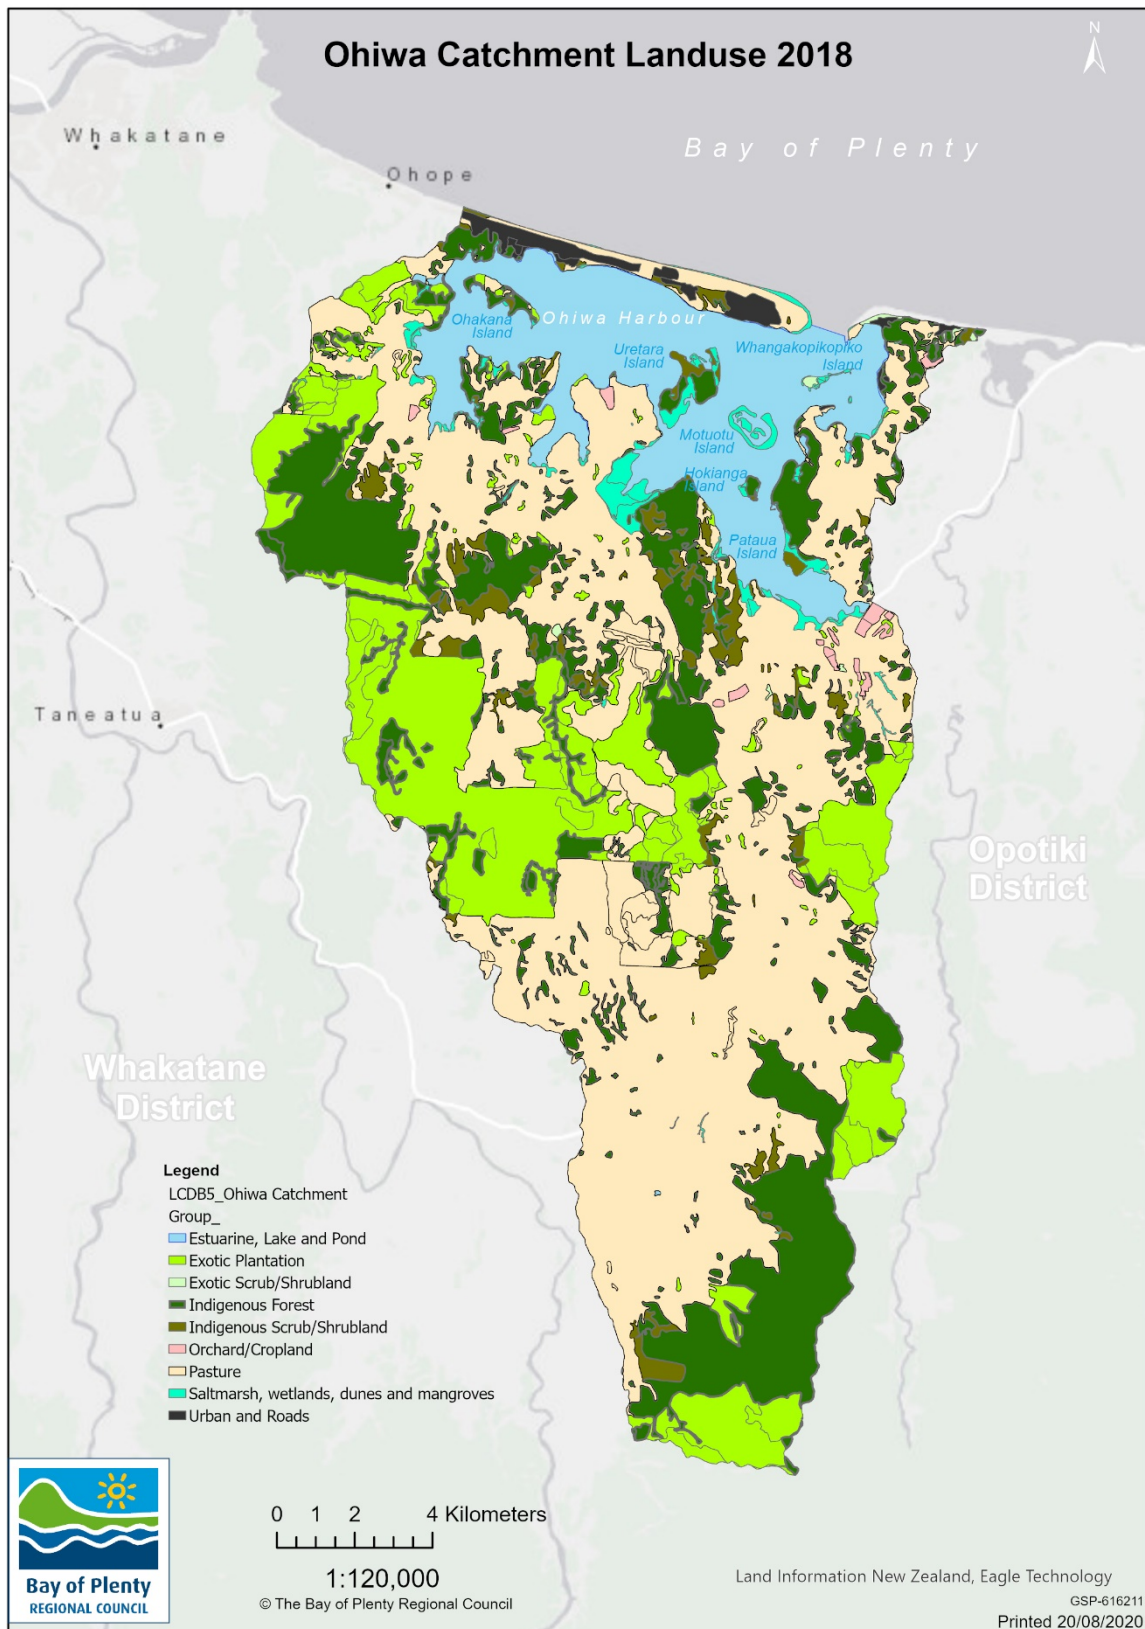 Ohiwa Catchment Landuse 2018
N
Whakatane
Bay of Plenty
Ohope
Ohakana
Island
Ohiwa Harbour
Uretara
Island
Whangakopikopiko
Island
Motuotu
Island
Hokianga
Island
Pataua
Island
Taneatua
Opotiki
District
Whakatane
District
Legend
LCDB5_Ohiwa Catchment
Group_
Estuarine, Lake and Pond
Exotic Plantation
Exotic Scrub/Shrubland
Indigenous Forest
Indigenous Scrub/Shrubland
Orchard/Cropland
Pasture
Saltmarsh, wetlands, dunes and mangroves
Urban and Roads
Bay of Plenty
REGIONAL COUNCIL
0 1 2 4 Kilometers
1:120,000
© The Bay of Plenty Regional Council
Land Information New Zealand, Eagle Technology
GSP-616211
Printed 20/08/2020